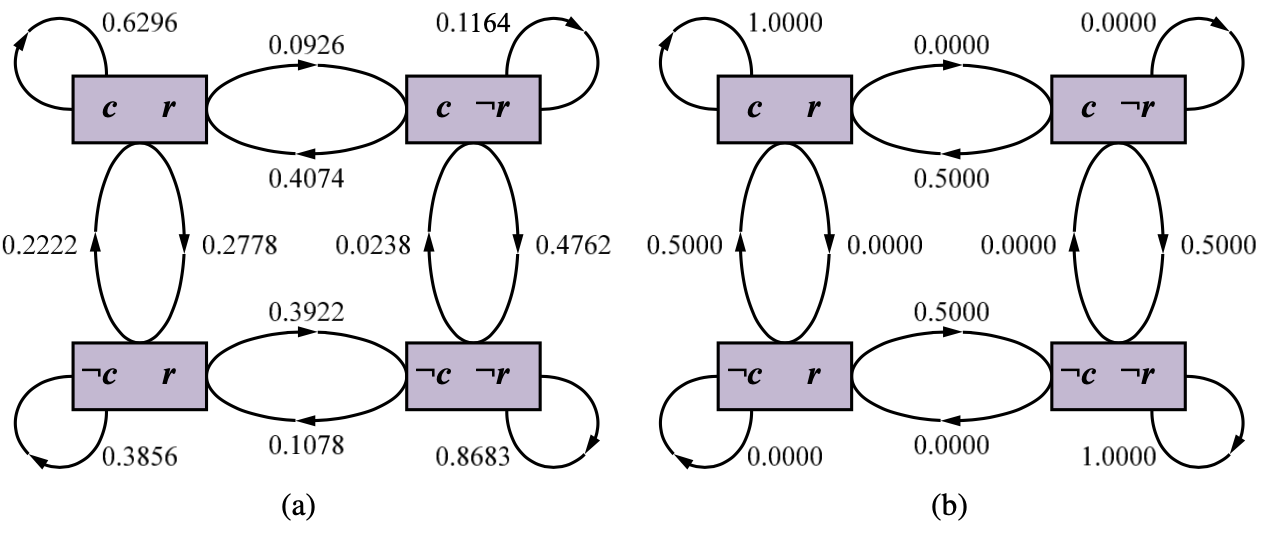 0.6296 0.1164 1.0000 0.0000
0.0926 0.0000
c r c ¬r c r c ¬r
0.4074 0.5000
0.2222 0.2778 0.0238 0.4762 0.5000 0.0000 0.0000 0.5000
0.3922 0.5000
¬c r ¬c ¬r ¬c r ¬c ¬r
0.1078 0.0000
0.3856 0.8683 0.0000 1.0000
(a) (b)